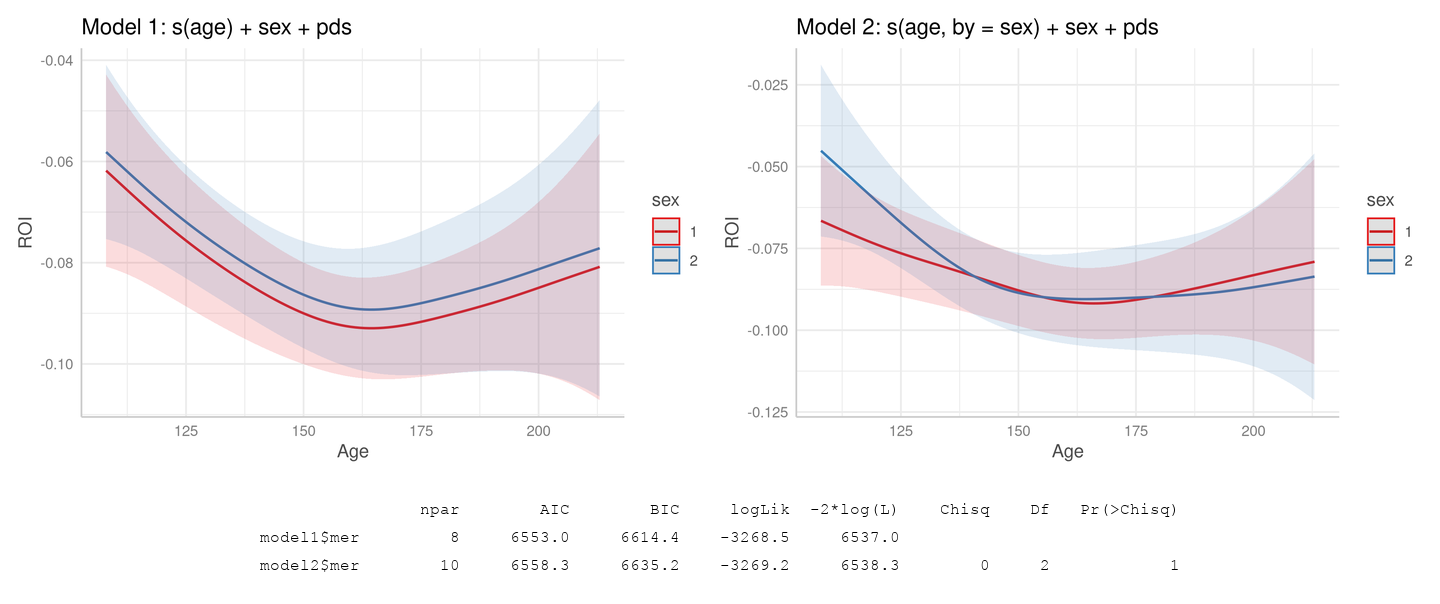 Model 1: s(age) + sex + pds
-0.04
-0.06
-0.08
-0.10
ROI
125 150 175 200
Age
sex
1
2
Model 2: s(age, by = sex) + sex + pds
-0.025
-0.050
-0.075
-0.100
-0.125
ROI
125 150 175 200
Age
sex
1
2
npar AIC BIC logLik -2*log(L) Chisq Df Pr(>Chisq)
model1$mer 8 6553.0 6614.4 -3268.5 6537.0
model2$mer 10 6558.3 6635.2 -3269.2 6538.3 0 2 1